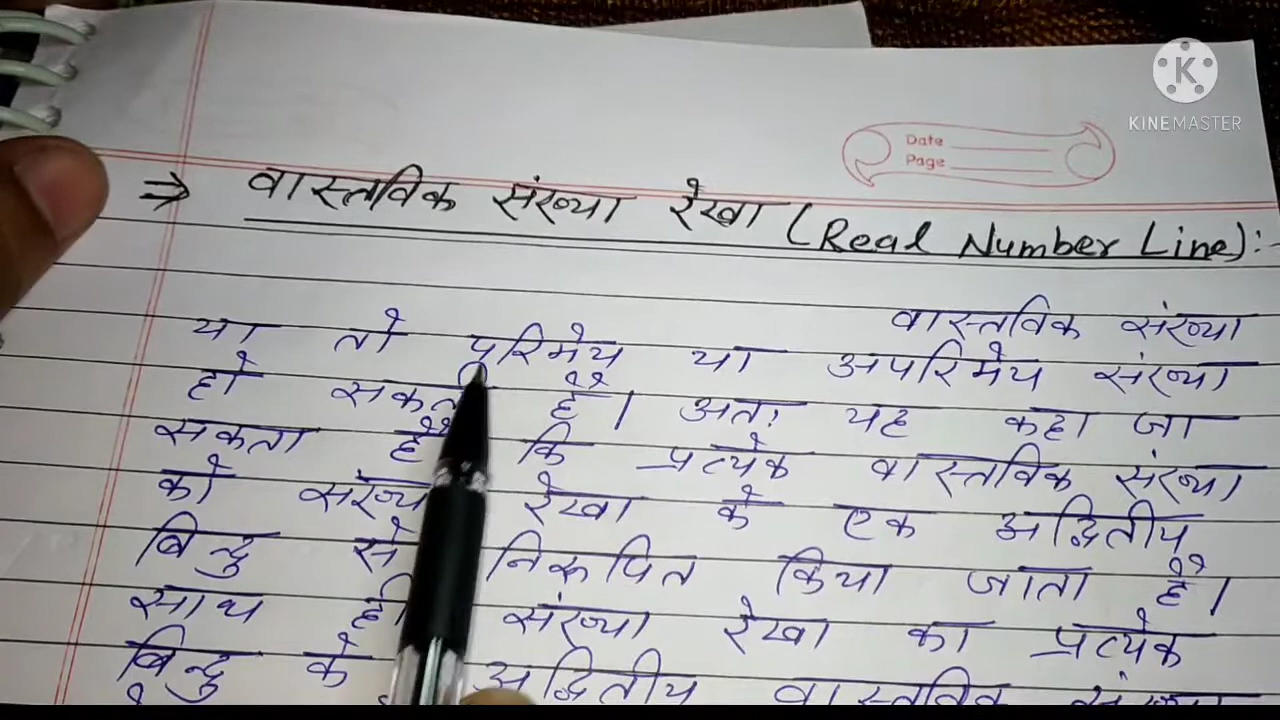 KINEMASTER
Date
Page
⇒ वास्तविक संख्या रेखा (Real Number Line):-
वास्तविक संख्या
या तो परिमेय या अपरिमेय संख्या
हो सकती हैं। अतः यह कहा जा
सकता हैं कि प्रत्येक वास्तविक संख्या
को संख्या रेखा के एक अद्वितीय
बिन्दु से निरूपित किया जाता हैं।
साथ ही संख्या रेखा का प्रत्येक
बिन्दु के अद्वितीय वास्तविक संख्या